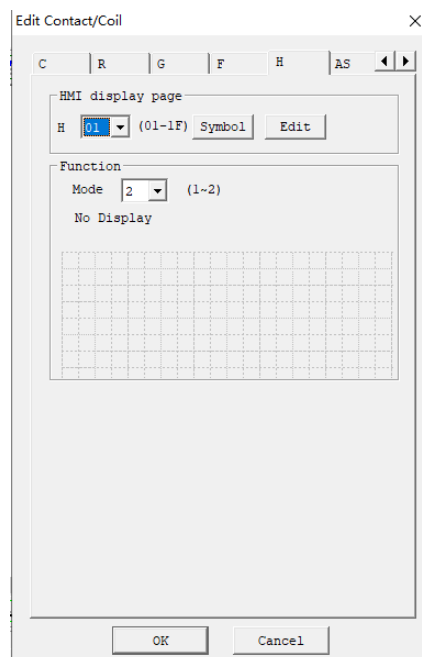 Edit Contact/Coil
C R G F H AS
HMI display page
H 01 (01-1F) Symbol Edit
Function
Mode 2 (1~2)
No Display
OK Cancel